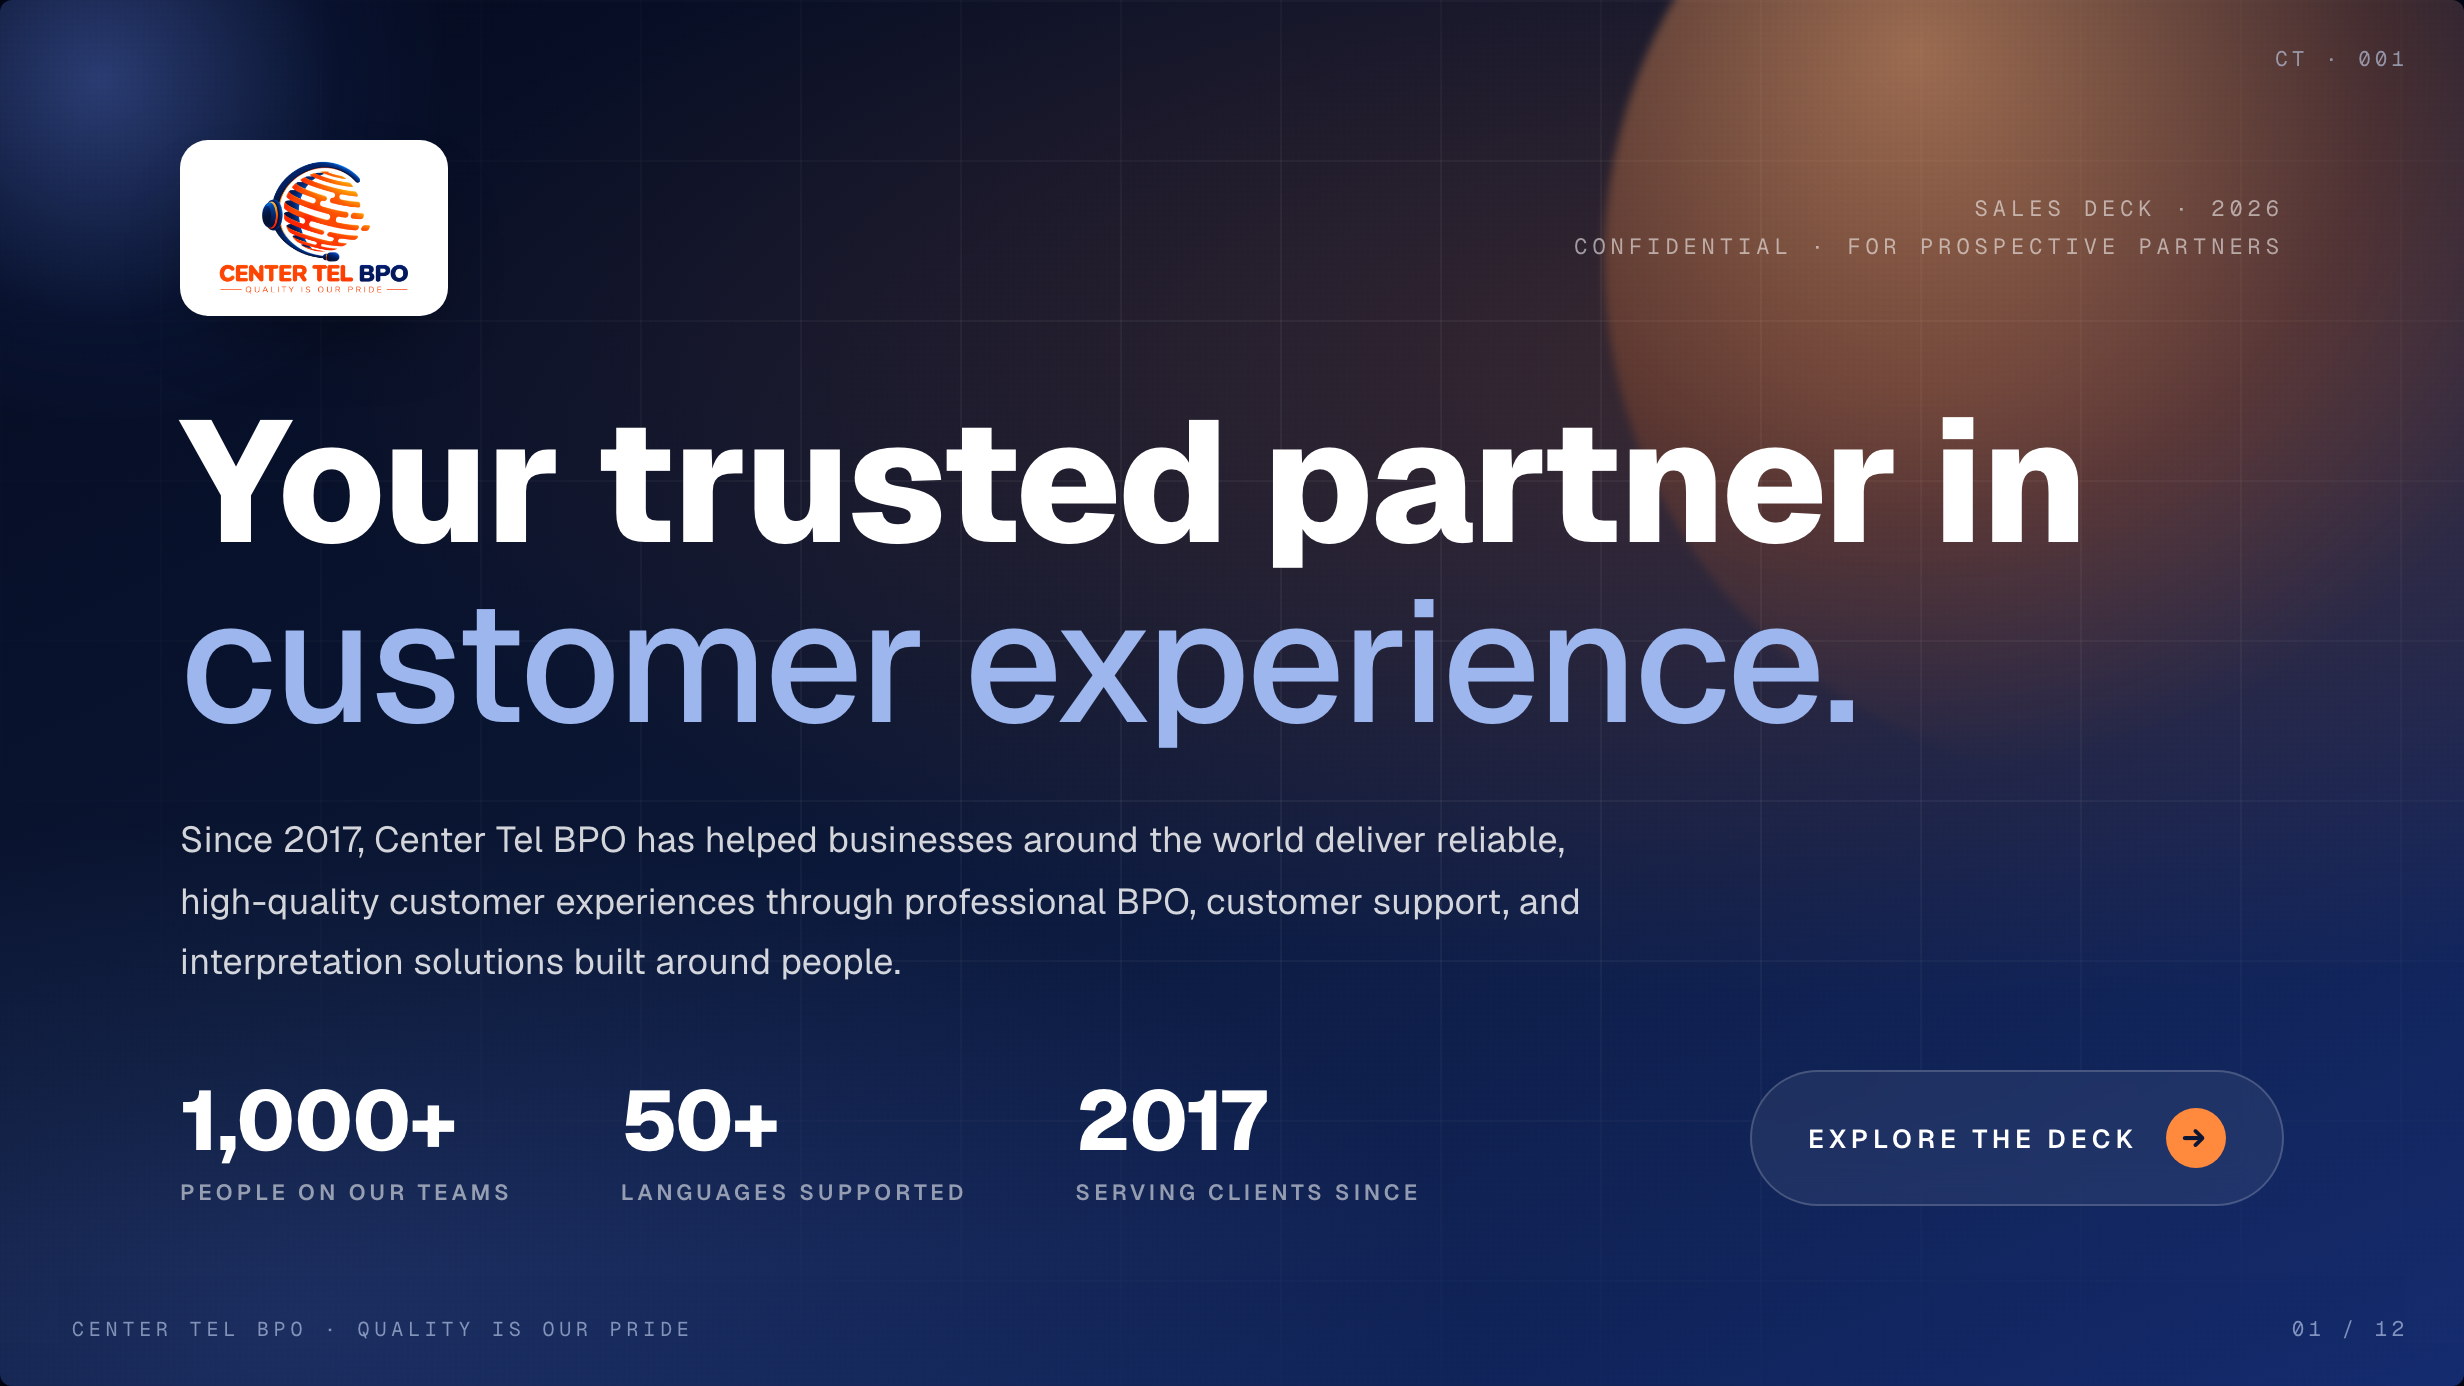 CT · 001
CENTER TEL BPO
QUALITY IS OUR PRIDE
SALES DECK · 2026
CONFIDENTIAL · FOR PROSPECTIVE PARTNERS
Your trusted partner in
customer experience.
Since 2017, Center Tel BPO has helped businesses around the world deliver reliable,
high-quality customer experiences through professional BPO, customer support, and
interpretation solutions built around people.
1,000+
PEOPLE ON OUR TEAMS
50+
LANGUAGES SUPPORTED
2017
SERVING CLIENTS SINCE
EXPLORE THE DECK
CENTER TEL BPO · QUALITY IS OUR PRIDE
01 / 12